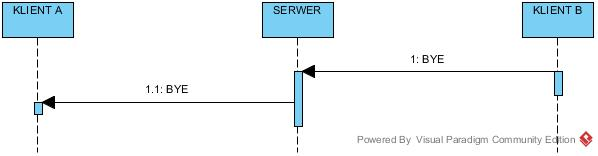 KLIENT A
SERWER
KLIENT B
1: BYE
1.1: BYE
Powered By Visual Paradigm Community Edition